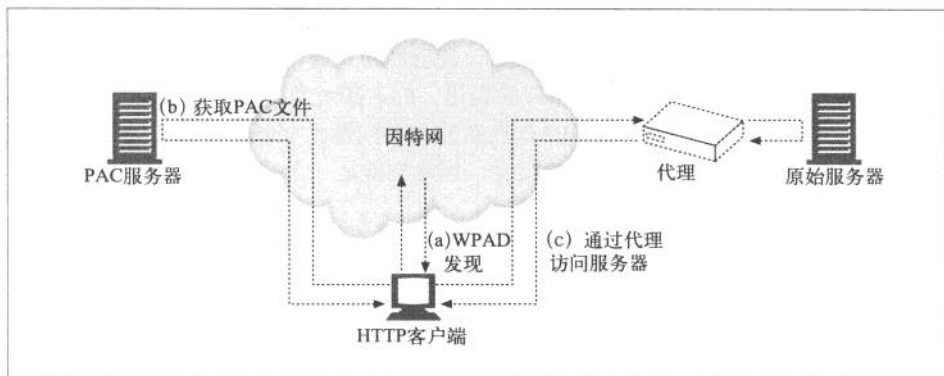 (b) 获取PAC文件
因特网
PAC服务器
代理
原始服务器
(a)WPAD
发现
(c) 通过代理
访问服务器
HTTP客户端